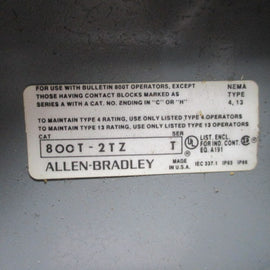 FOR USE WITH BULLETIN 800T OPERATORS, EXCEPT NEMA
THOSE HAVING CONTACT BLOCKS MARKED AS TYPE
SERIES A WITH A CAT. NO. ENDING IN "C" OR "H" 4, 13
TO MAINTAIN TYPE 4 RATING, USE ONLY LISTED TYPE 4 OPERATORS
TO MAINTAIN TYPE 13 RATING, USE ONLY LISTED TYPE 13 OPERATORS
CAT SER
800T-2TZ T UL LIST. ENCL. FOR IND. CONT. EQ. A191
ALLEN-BRADLEY MADE IN U.S.A. IEC 337.1 IP63 IP66